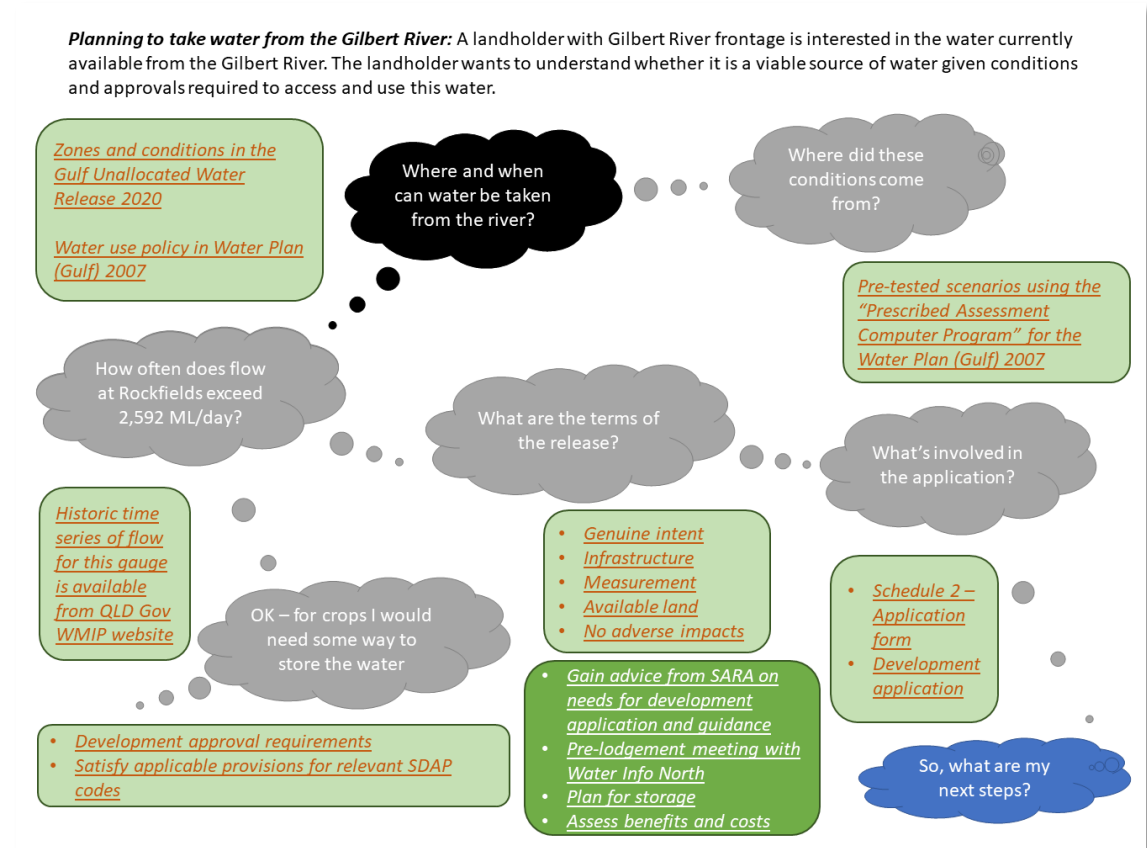 Planning to take water from the Gilbert River: A landholder with Gilbert River frontage is interested in the water currently
available from the Gilbert River. The landholder wants to understand whether it is a viable source of water given conditions
and approvals required to access and use this water.
Zones and conditions in the
Gulf Unallocated Water
Release 2020
Water use policy in Water Plan
(Gulf) 2007
Where and when
can water be taken
from the river?
Where did these
conditions come
from?
Pre-tested scenarios using the
“Prescribed Assessment
Computer Program” for the
Water Plan (Gulf) 2007
How often does flow
at Rockfields exceed
2,592 ML/day?
What are the terms of
the release?
What’s involved in
the application?
Historic time
series of flow
for this gauge
is available
from QLD Gov
WMIP website
• Genuine intent
• Infrastructure
• Measurement
• Available land
• No adverse impacts
• Schedule 2 –
Application
form
• Development
application
OK – for crops I would
need some way to
store the water
• Development approval requirements
• Satisfy applicable provisions for relevant SDAP
codes
• Gain advice from SARA on
needs for development
application and guidance
• Pre-lodgement meeting with
Water Info North
• Plan for storage
• Assess benefits and costs
So, what are my
next steps?